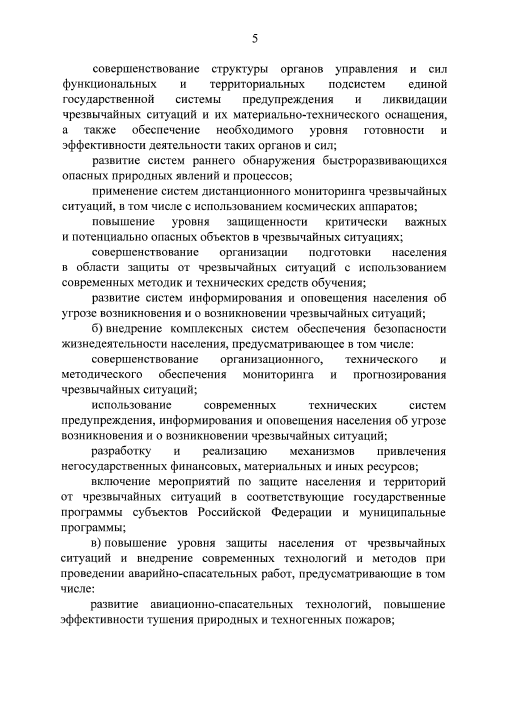 5
совершенствование структуры органов управления и сил
функциональных и территориальных подсистем единой
государственной системы предупреждения и ликвидации
чрезвычайных ситуаций и их материально-технического оснащения,
а также обеспечение необходимого уровня готовности и
эффективности деятельности таких органов и сил;
развитие систем раннего обнаружения быстроразвивающихся
опасных природных явлений и процессов;
применение систем дистанционного мониторинга чрезвычайных
ситуаций, в том числе с использованием космических аппаратов;
повышение уровня защищенности критически важных
и потенциально опасных объектов в чрезвычайных ситуациях;
совершенствование организации подготовки населения
в области защиты от чрезвычайных ситуаций с использованием
современных методик и технических средств обучения;
развитие систем информирования и оповещения населения об
угрозе возникновения и о возникновении чрезвычайных ситуаций;
б) внедрение комплексных систем обеспечения безопасности
жизнедеятельности населения, предусматривающее в том числе:
совершенствование организационного, технического и
методического обеспечения мониторинга и прогнозирования
чрезвычайных ситуаций;
использование современных технических систем
предупреждения, информирования и оповещения населения об угрозе
возникновения и о возникновении чрезвычайных ситуаций;
разработку и реализацию механизмов привлечения
негосударственных финансовых, материальных и иных ресурсов;
включение мероприятий по защите населения и территорий
от чрезвычайных ситуаций в соответствующие государственные
программы субъектов Российской Федерации и муниципальные
программы;
в) повышение уровня защиты населения от чрезвычайных
ситуаций и внедрение современных технологий и методов при
проведении аварийно-спасательных работ, предусматривающие в том
числе:
развитие авиационно-спасательных технологий, повышение
эффективности тушения природных и техногенных пожаров;